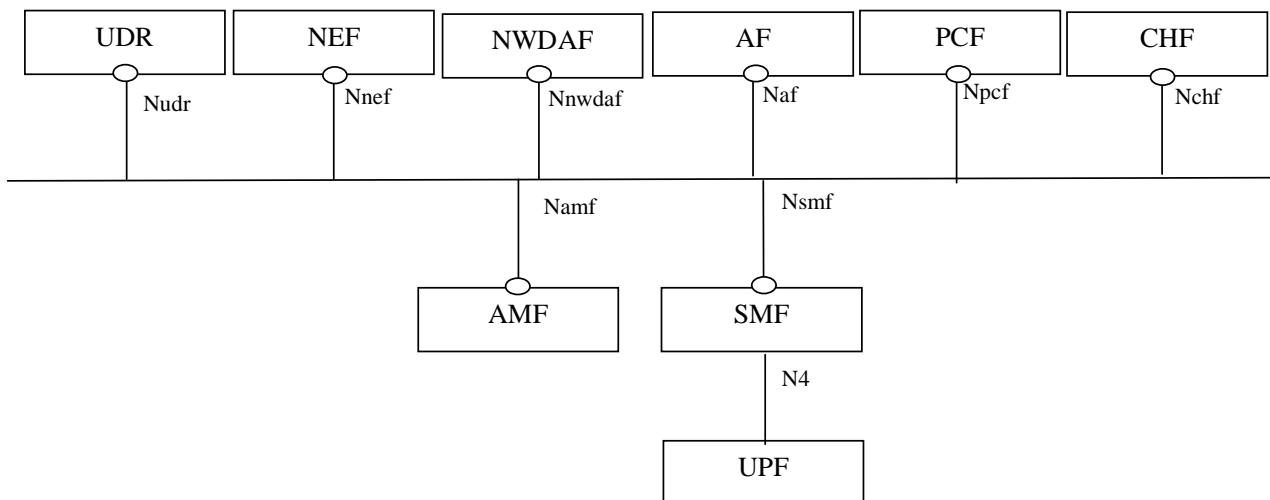 UDR
NEF
NWDAF
AF
PCF
CHF
Nudr
Nnef
Nnwdaf
Naf
Npcf
Nchf
Namf
Nsmf
AMF
SMF
N4
UPF